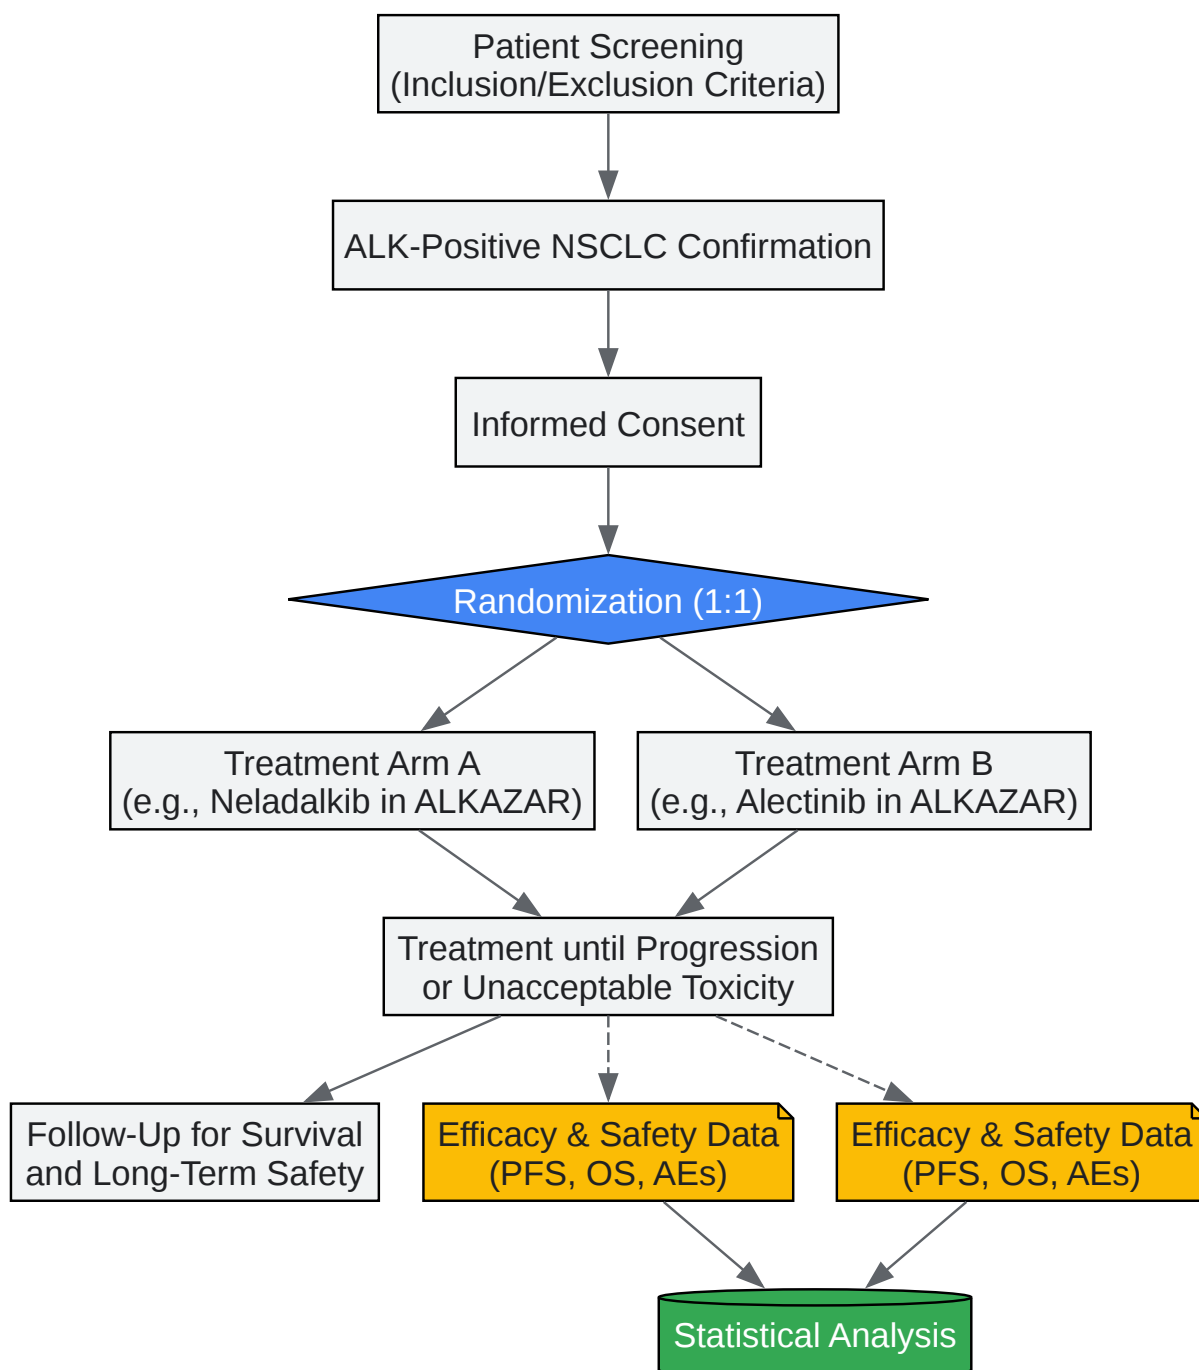 Patient Screening
(Inclusion/Exclusion Criteria)
ALK-Positive NSCLC Confirmation
Informed Consent
Randomization (1:1)
Treatment Arm A
(e.g., Neladalkib in ALKAZAR)
Treatment Arm B
(e.g., Alectinib in ALKAZAR)
Treatment until Progression
or Unacceptable Toxicity
Follow-Up for Survival
and Long-Term Safety
Efficacy & Safety Data
(PFS, OS, AEs)
Efficacy & Safety Data
(PFS, OS, AEs)
Statistical Analysis